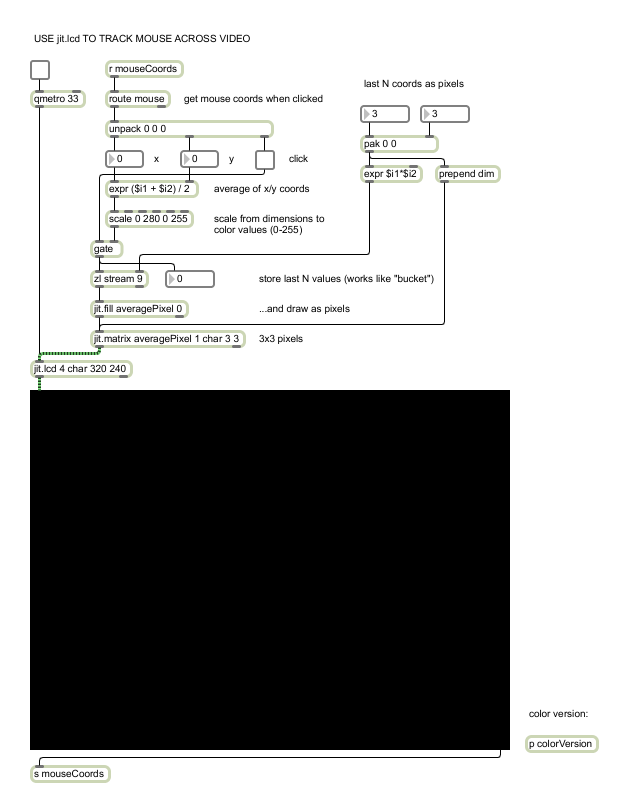 USE jit.lcd TO TRACK MOUSE ACROSS VIDEO
r mouseCoords
last N coords as pixels
qmetro 33
route mouse
get mouse coords when clicked
3
3
unpack 0 0 0
pak 0 0
0
x
0
y
click
expr $i1*$i2
prepend dim
expr ($i1 + $i2) / 2
average of x/y coords
scale 0 280 0 255
scale from dimensions to
color values (0-255)
gate
zl stream 9
0
store last N values (works like "bucket")
jit.fill averagePixel 0
...and draw as pixels
jit.matrix averagePixel 1 char 3 3
3x3 pixels
jit.lcd 4 char 320 240
color version:
p colorVersion
s mouseCoords